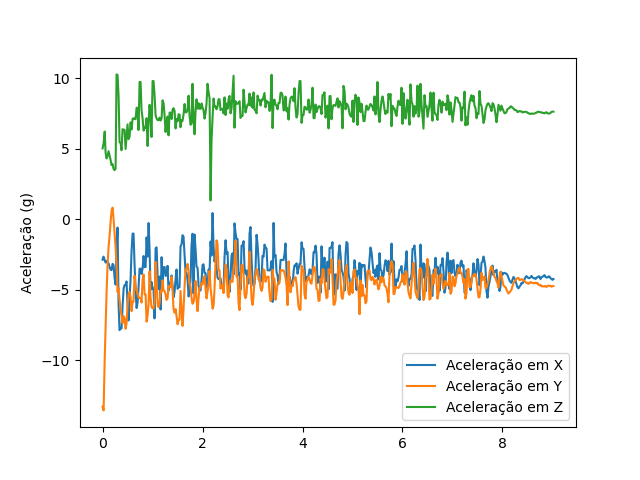 Aceleração (g)
10
5
0
−5
−10
0 2 4 6 8
Aceleração em X
Aceleração em Y
Aceleração em Z